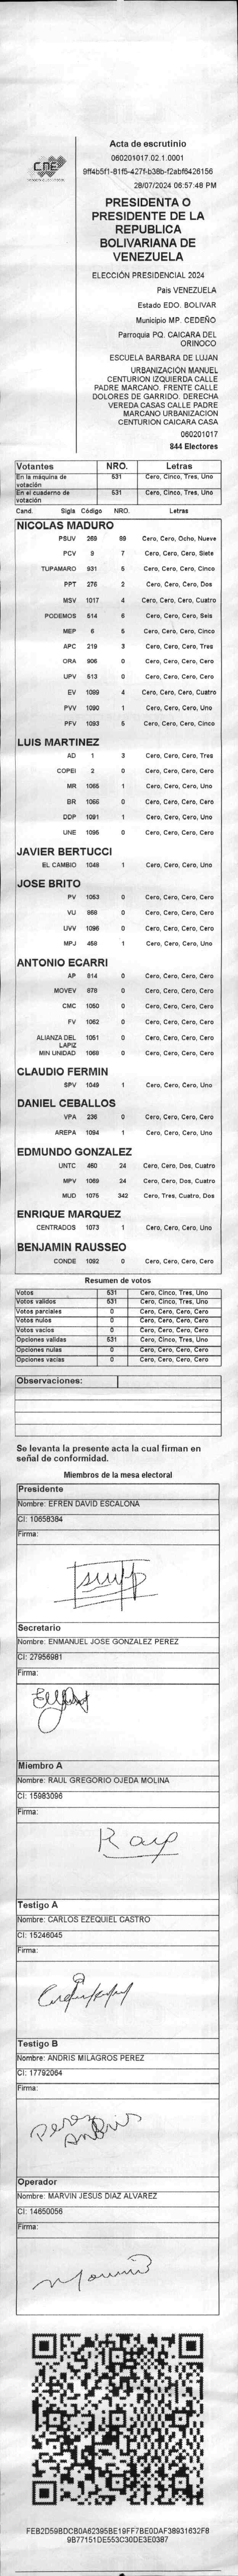 CNE
Acta de escrutinio
060201017.02.1.0001
9ff4b5f1-81f5-427f-b38b-f2abf6426156
28/07/2024 06:57:48 PM
PRESIDENTA O
PRESIDENTE DE LA
REPUBLICA
BOLIVARIANA DE
VENEZUELA
ELECCIÓN PRESIDENCIAL 2024
Pais VENEZUELA
Estado EDO. BOLIVAR
Municipio MP. CEDEÑO
Parroquia PQ. CAICARA DEL
ORINOCO
ESCUELA BARBARA DE LUJAN
URBANIZACIÓN MANUEL
CENTURION IZQUIERDA CALLE
PADRE MARCANO. FRENTE CALLE
DOLORES DE GARRIDO. DERECHA
VEREDA CASAS CALLE PADRE
MARCANO URBANIZACION
CENTURION CAICARA CASA
060201017
844 Electores
Votantes NRO. Letras
En la máquina de votación 531 Cero, Cinco, Tres, Uno
En el cuaderno de votación 531 Cero, Cinco, Tres, Uno
Cand. Sigla Código NRO. Letras
NICOLAS MADURO
PSUV 269 89 Cero, Cero, Ocho, Nueve
PCV 9 7 Cero, Cero, Cero, Siete
TUPAMARO 931 5 Cero, Cero, Cero, Cinco
PPT 276 2 Cero, Cero, Cero, Dos
MSV 1017 4 Cero, Cero, Cero, Cuatro
PODEMOS 514 6 Cero, Cero, Cero, Seis
MEP 6 5 Cero, Cero, Cero, Cinco
APC 219 3 Cero, Cero, Cero, Tres
ORA 906 0 Cero, Cero, Cero, Cero
UPV 513 0 Cero, Cero, Cero, Cero
EV 1089 4 Cero, Cero, Cero, Cuatro
PVV 1090 1 Cero, Cero, Cero, Uno
PFV 1093 5 Cero, Cero, Cero, Cinco
LUIS MARTINEZ
AD 1 3 Cero, Cero, Cero, Tres
COPEI 2 0 Cero, Cero, Cero, Cero
MR 1065 1 Cero, Cero, Cero, Uno
BR 1066 0 Cero, Cero, Cero, Cero
DDP 1091 1 Cero, Cero, Cero, Uno
UNE 1095 0 Cero, Cero, Cero, Cero
JAVIER BERTUCCI
EL CAMBIO 1048 1 Cero, Cero, Cero, Uno
JOSE BRITO
PV 1053 0 Cero, Cero, Cero, Cero
VU 868 0 Cero, Cero, Cero, Cero
UVV 1096 0 Cero, Cero, Cero, Cero
MPJ 458 1 Cero, Cero, Cero, Uno
ANTONIO ECARRI
AP 614 0 Cero, Cero, Cero, Cero
MOVEV 878 0 Cero, Cero, Cero, Cero
CMC 1050 0 Cero, Cero, Cero, Cero
FV 1062 0 Cero, Cero, Cero, Cero
ALIANZA DEL LAPIZ 1051 0 Cero, Cero, Cero, Cero
MIN UNIDAD 1068 0 Cero, Cero, Cero, Cero
CLAUDIO FERMIN
SPV 1049 1 Cero, Cero, Cero, Uno
DANIEL CEBALLOS
VPA 236 0 Cero, Cero, Cero, Cero
AREPA 1094 1 Cero, Cero, Cero, Uno
EDMUNDO GONZALEZ
UNTC 460 24 Cero, Cero, Dos, Cuatro
MPV 1069 24 Cero, Cero, Dos, Cuatro
MUD 1075 342 Cero, Tres, Cuatro, Dos
ENRIQUE MARQUEZ
CENTRADOS 1073 1 Cero, Cero, Cero, Uno
BENJAMIN RAUSSEO
CONDE 1092 0 Cero, Cero, Cero, Cero
Resumen de votos
Votos 531 Cero, Cinco, Tres, Uno
Votos validos 531 Cero, Cinco, Tres, Uno
Votos parciales 0 Cero, Cero, Cero, Cero
Votos nulos 0 Cero, Cero, Cero, Cero
Votos vacios 0 Cero, Cero, Cero, Cero
Opciones validas 531 Cero, Cinco, Tres, Uno
Opciones nulas 0 Cero, Cero, Cero, Cero
Opciones vacias 0 Cero, Cero, Cero, Cero
Observaciones:
Se levanta la presente acta la cual firman en
señal de conformidad.
Miembros de la mesa electoral
Presidente
Nombre: EFREN DAVID ESCALONA
CI: 10658384
Firma:
Secretario
Nombre: ENMANUEL JOSE GONZALEZ PEREZ
CI: 27956981
Firma:
Miembro A
Nombre: RAUL GREGORIO OJEDA MOLINA
CI: 15983096
Firma:
Testigo A
Nombre: CARLOS EZEQUIEL CASTRO
CI: 15246045
Firma:
Testigo B
Nombre: ANDRIS MILAGROS PEREZ
CI: 17792064
Firma:
Perez
Andris
Operador
Nombre: MARVIN JESUS DIAZ ALVAREZ
CI: 14650056
Firma:
FEB2D59BDCB0A62395BE19FF7BE0DAF38931632F8
9B77151DE553C30DE3E0387